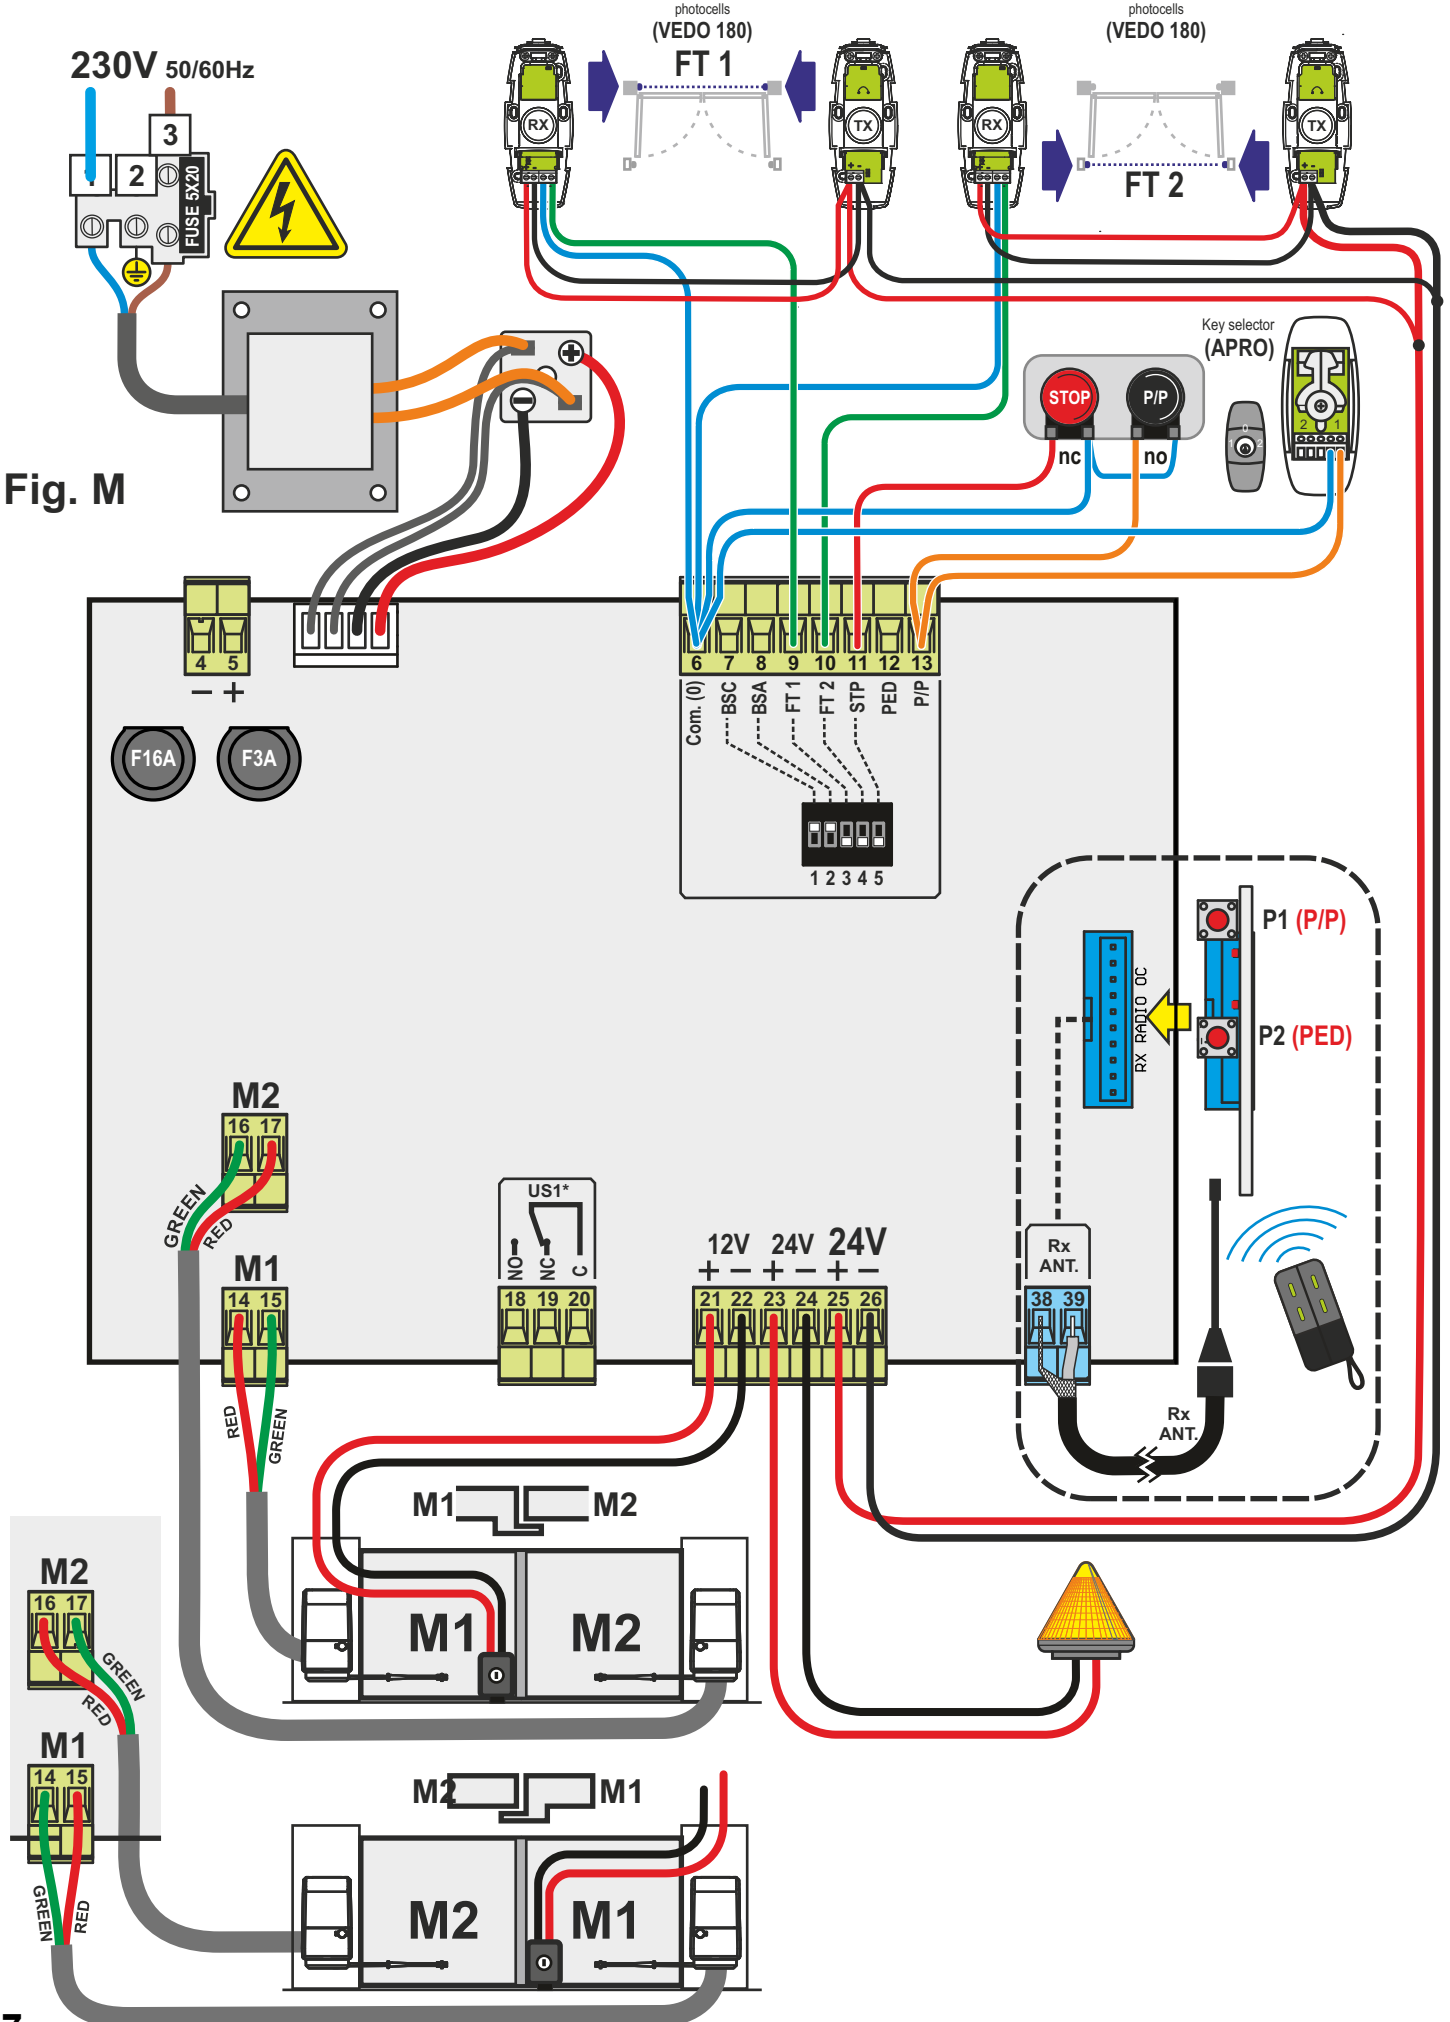 photocells
(VEDO 180)
FT 1
photocells
(VEDO 180)
FT 2
RX
TX
RX
TX
230V 50/60Hz
1
2
3
FUSE 5X20
Fig. M
Key selector
(APRO)
STOP
P/P
nc
no
0
1
2
2
1
4 5
– +
F16A
F3A
6 7 8 9 10 11 12 13
Com. (0)
BSC
BSA
FT 1
FT 2
STP
PED
P/P
1 2 3 4 5
P1 (P/P)
P2 (PED)
RX RADIO OC
M2
16 17
GREEN
RED
M1
14 15
RED
GREEN
US1*
NO
NC
C
18 19 20
12V 24V 24V
+ – + – + –
21 22 23 24 25 26
Rx
ANT.
38 39
Rx
ANT.
M1
M2
M1
M2
M2
16 17
GREEN
RED
M1
14 15
GREEN
RED
M2
M1
M2
M1